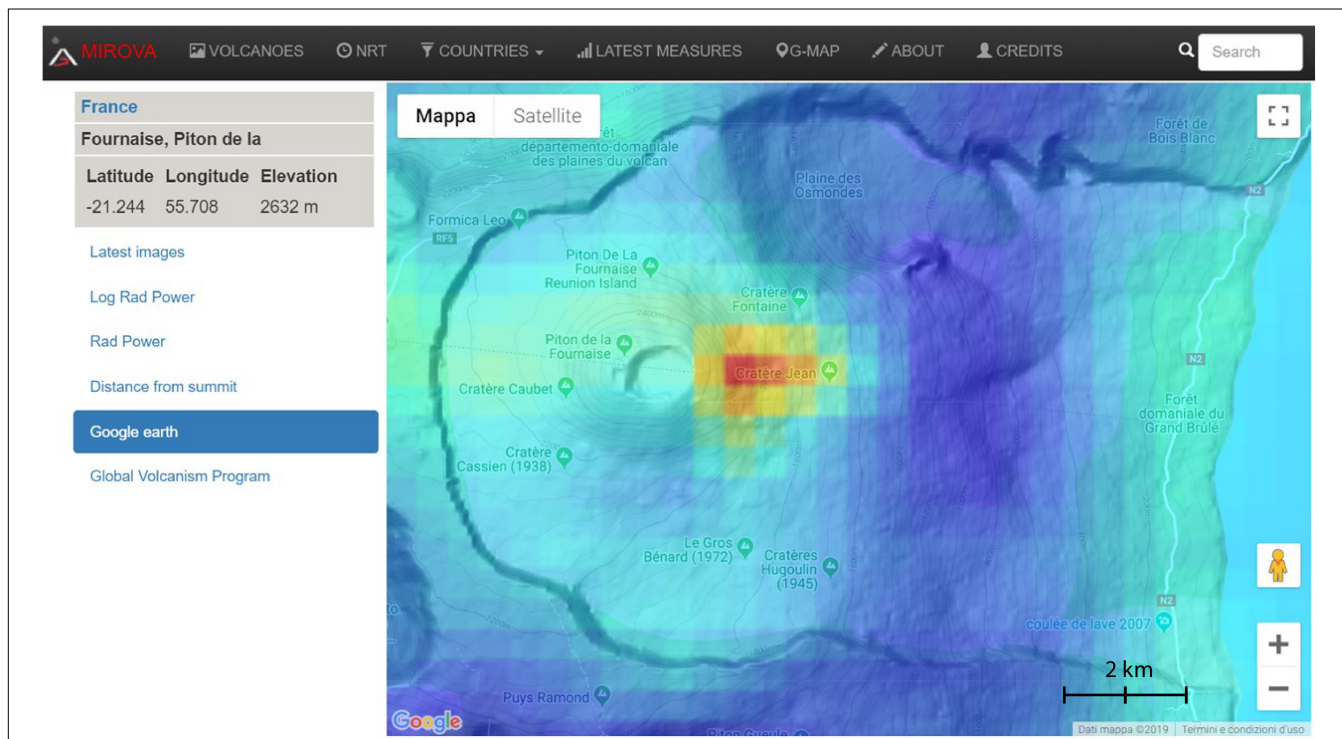 MIROVA VOLCANOES NRT COUNTRIES LATEST MEASURES G-MAP ABOUT CREDITS Search
France
Fournaise, Piton de la
Latitude Longitude Elevation
-21.244 55.708 2632 m
Latest images
Log Rad Power
Rad Power
Distance from summit
Google earth
Global Volcanism Program
Mappa Satellite
département-domaniale
des plaines du volcan
Forêt de
Bois Blanc
Plaine des
Osmondes
N2
Formica Leo
RF5
Piton De La
Fournaise
Reunion Island
Cratère
Fontaine
Piton de la
Fournaise
N2
Cratère Jean
Cratère Caubet
Forêt
domaniale du
Grand Brûlé
Cratère
Cassien (1938)
Le Gros
Bénard (1972)
Cratères
Hugoulin
(1945)
N2
coulée de lave 2007
2 km
Puys Ramond
Google
Piton Gueule
Dati mappa ©2019 Termini e condizioni d'uso